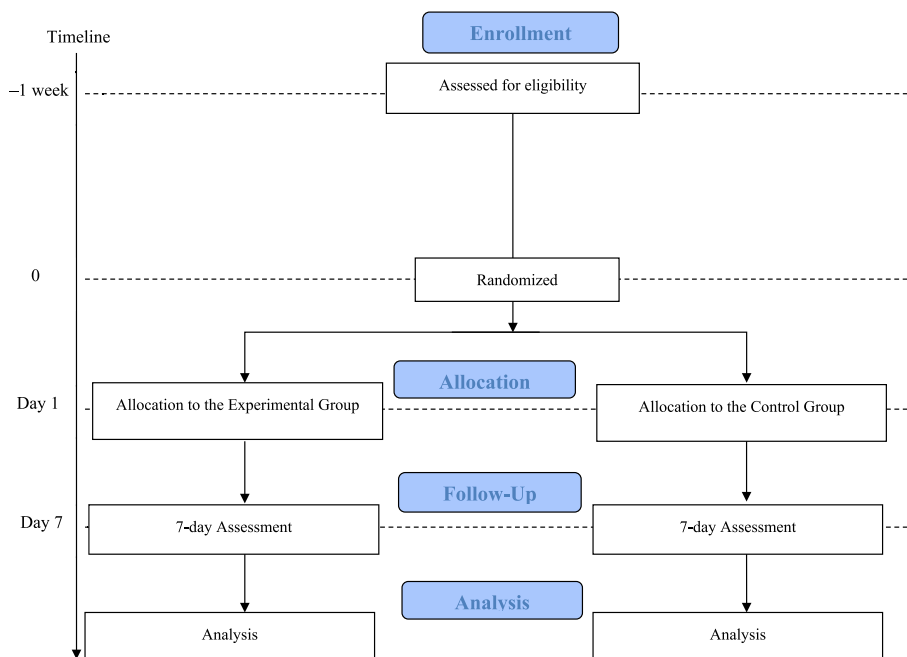 Enrollment
Timeline
Assessed for eligibility
–1 week
0
Randomized
Allocation
Day 1
Allocation to the Experimental Group
Allocation to the Control Group
Follow-Up
Day 7
7-day Assessment
7-day Assessment
Analysis
Analysis
Analysis